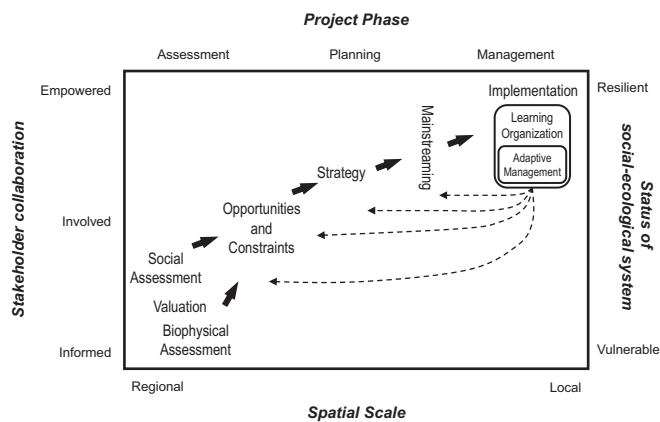 Project Phase
Assessment Planning Management
Empowered
Resilient
Implementation
Learning
Organization
Adaptive
Management
Mainstreaming
Strategy
Stakeholder collaboration
Status of
social-ecological system
Involved
Opportunities
and
Constraints
Social
Assessment
Valuation
Biophysical
Assessment
Informed
Vulnerable
Regional Local
Spatial Scale